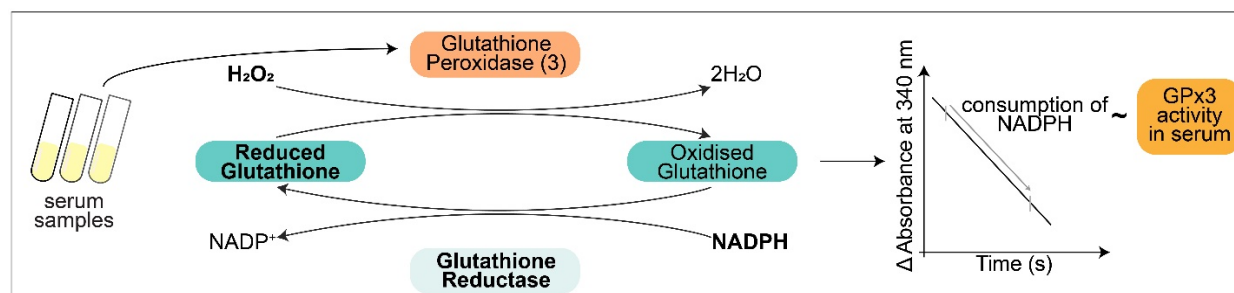 Glutathione
Peroxidase (3)
H₂O₂
2H₂O
Reduced
Glutathione
Oxidised
Glutathione
serum
samples
NADP⁺
NADPH
Glutathione
Reductase
Δ Absorbance at 340 nm
consumption of
NADPH
~
GPx3
activity
in serum
Time (s)